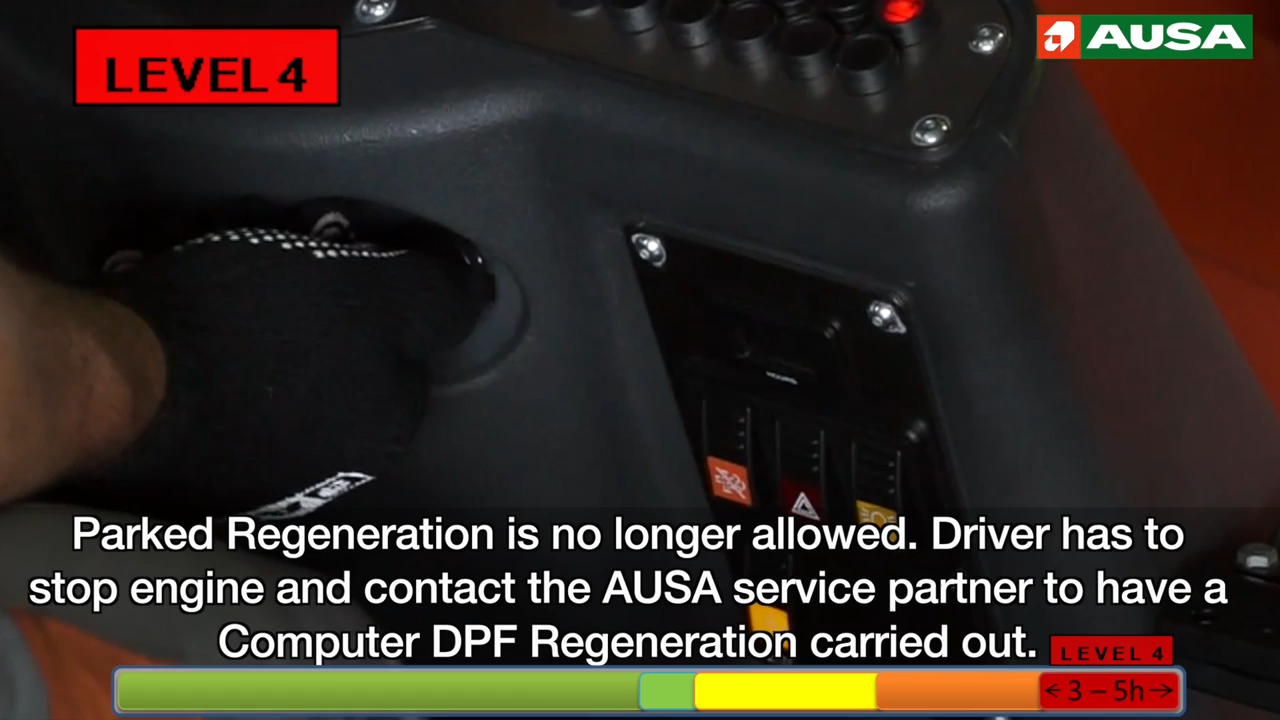 LEVEL 4
AUSA
HOURS
Parked Regeneration is no longer allowed. Driver has to
stop engine and contact the AUSA service partner to have a
Computer DPF Regeneration carried out.
LEVEL 4
←3 – 5h→